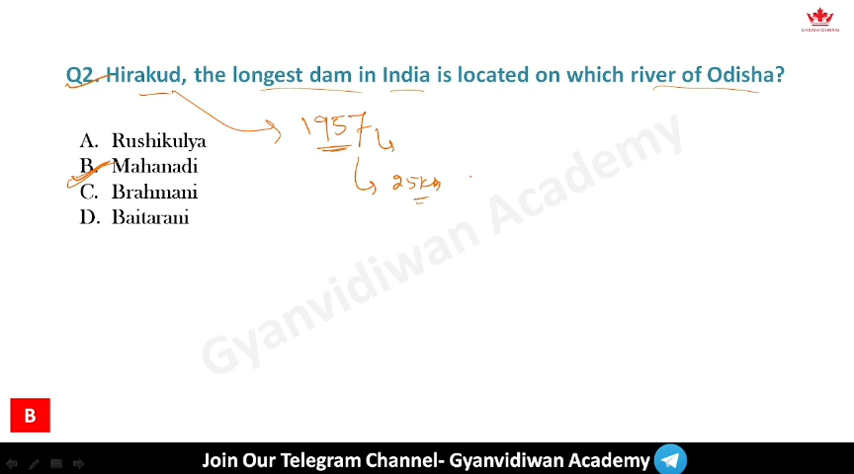 GYANVIDIWAN
Q2. Hirakud, the longest dam in India is located on which river of Odisha?
1957
A. Rushikulya
B. Mahanadi
25km
C. Brahmani
D. Baitarani
Gyanvidiwan Academy
B
Join Our Telegram Channel- Gyanvidiwan Academy